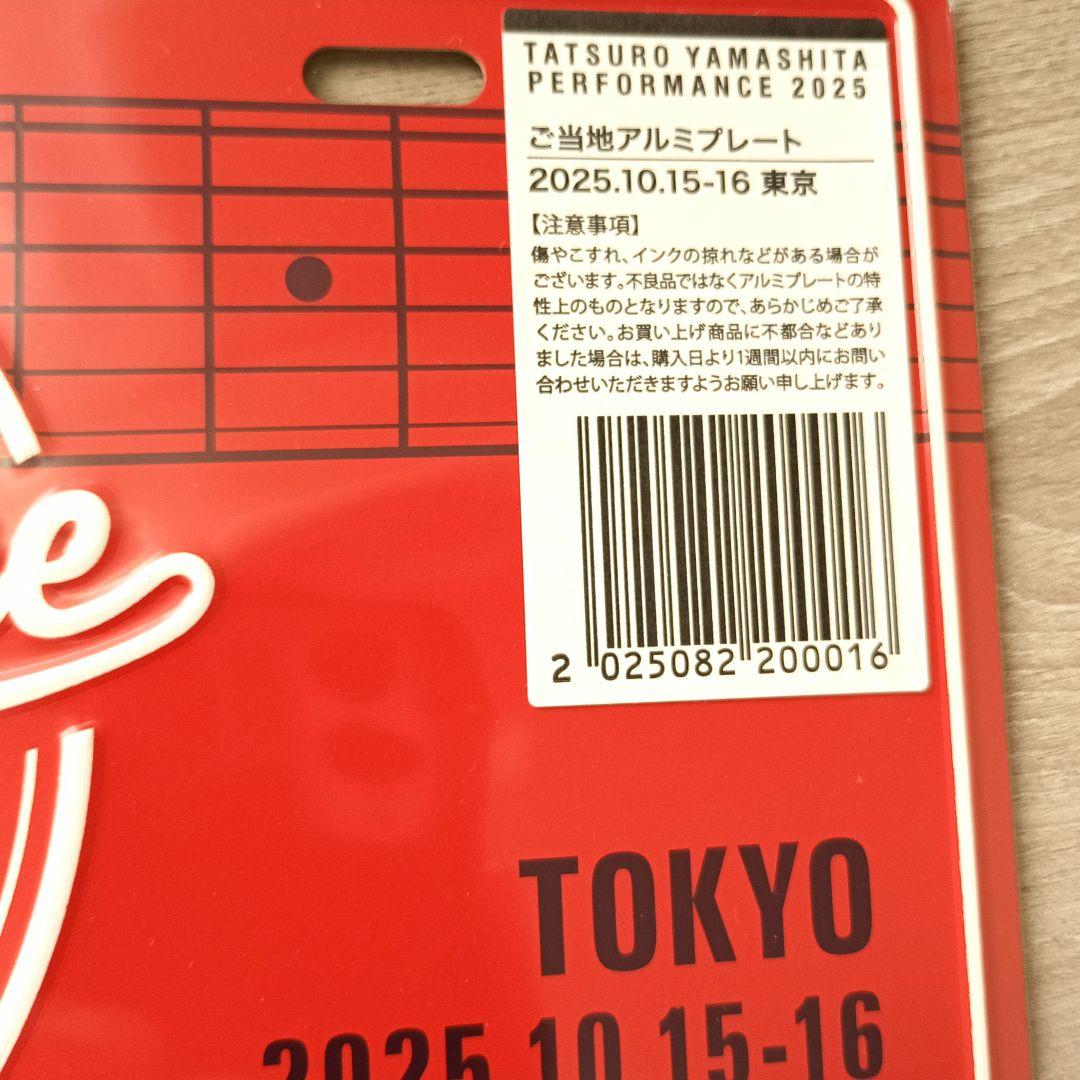 TATSURO YAMASHITA
PERFORMANCE 2025
ご当地アルミプレート
2025.10.15-16 東京
【注意事項】
傷やこすれ、インクの掠れなどがある場合が
ございます。不良品ではなくアルミプレートの特
性上のものとなりますので、あらかじめご了承
ください。お買い上げ商品に不都合などあり
ました場合は、購入日より1週間以内にお問い
合わせいただきますようお願い申し上げます。
2 025082 200016
TOKYO
2025.10.15-16